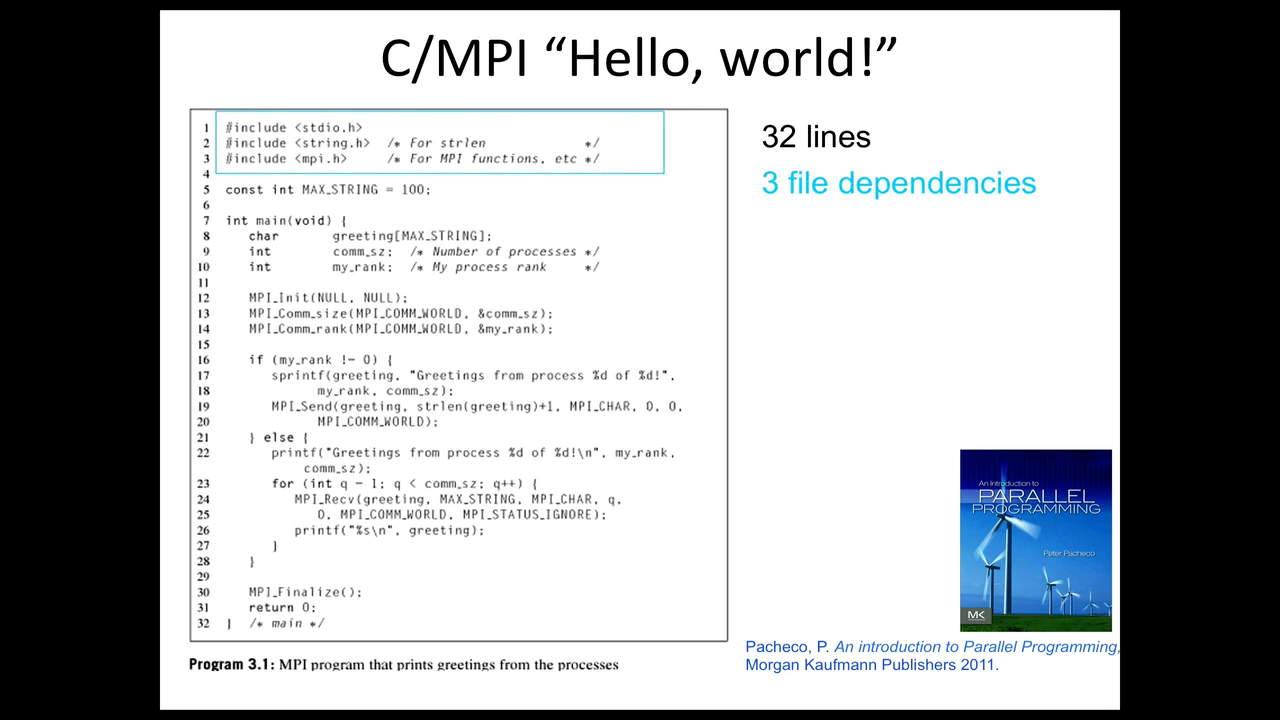 C/MPI “Hello, world!”
1 #include <stdio.h>
2 #include <string.h> /* For strlen */
3 #include <mpi.h> /* For MPI functions, etc */
4
5 const int MAX_STRING = 100;
6
7 int main(void) {
8 char greeting[MAX_STRING];
9 int comm_sz; /* Number of processes */
10 int my_rank; /* My process rank */
11
12 MPI_Init(NULL, NULL);
13 MPI_Comm_size(MPI_COMM_WORLD, &comm_sz);
14 MPI_Comm_rank(MPI_COMM_WORLD, &my_rank);
15
16 if (my_rank != 0) {
17 sprintf(greeting, "Greetings from process %d of %d!",
18 my_rank, comm_sz);
19 MPI_Send(greeting, strlen(greeting)+1, MPI_CHAR, 0, 0,
20 MPI_COMM_WORLD);
21 } else {
22 printf("Greetings from process %d of %d!\n", my_rank,
comm_sz);
23 for (int q = 1; q < comm_sz; q++) {
24 MPI_Recv(greeting, MAX_STRING, MPI_CHAR, q,
25 0, MPI_COMM_WORLD, MPI_STATUS_IGNORE);
26 printf("%s\n", greeting);
27 }
28 }
29
30 MPI_Finalize();
31 return 0;
32 } /* main */
Program 3.1: MPI program that prints greetings from the processes
32 lines
3 file dependencies
An Introduction to
PARALLEL
PROGRAMMING
Peter Pacheco
MK
Pacheco, P. An introduction to Parallel Programming,
Morgan Kaufmann Publishers 2011.